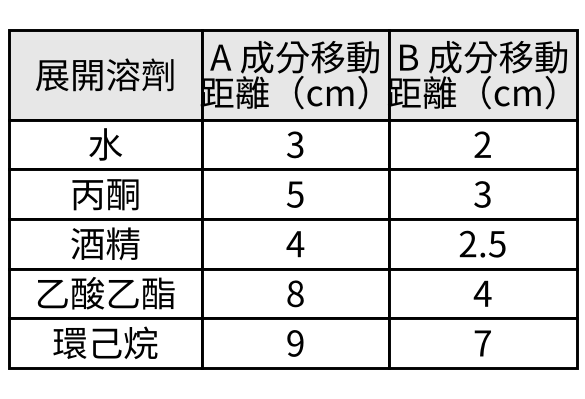 展開溶劑 A 成分移動距離（cm） B 成分移動距離（cm）
水 3 2
丙酮 5 3
酒精 4 2.5
乙酸乙酯 8 4
環己烷 9 7